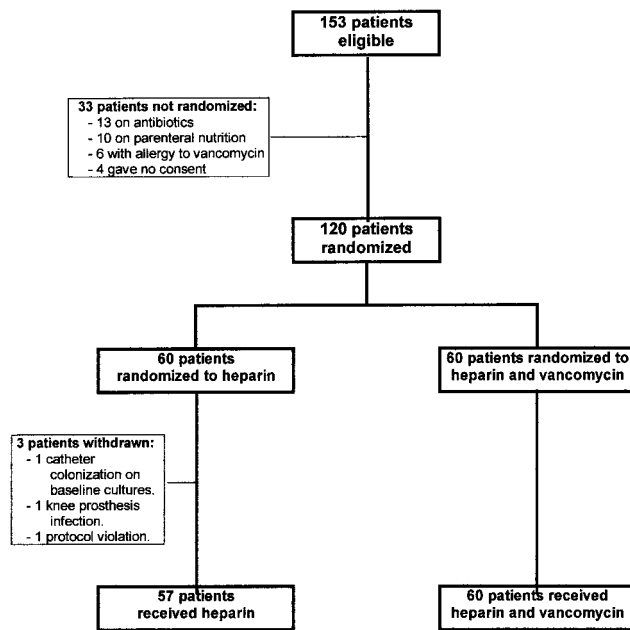 153 patients
eligible
33 patients not randomized:
- 13 on antibiotics
- 10 on parenteral nutrition
- 6 with allergy to vancomycin
- 4 gave no consent
120 patients
randomized
60 patients
randomized to heparin
60 patients randomized to
heparin and vancomycin
3 patients withdrawn:
- 1 catheter
colonization on
baseline cultures.
- 1 knee prosthesis
infection.
- 1 protocol violation.
57 patients
received heparin
60 patients received
heparin and vancomycin